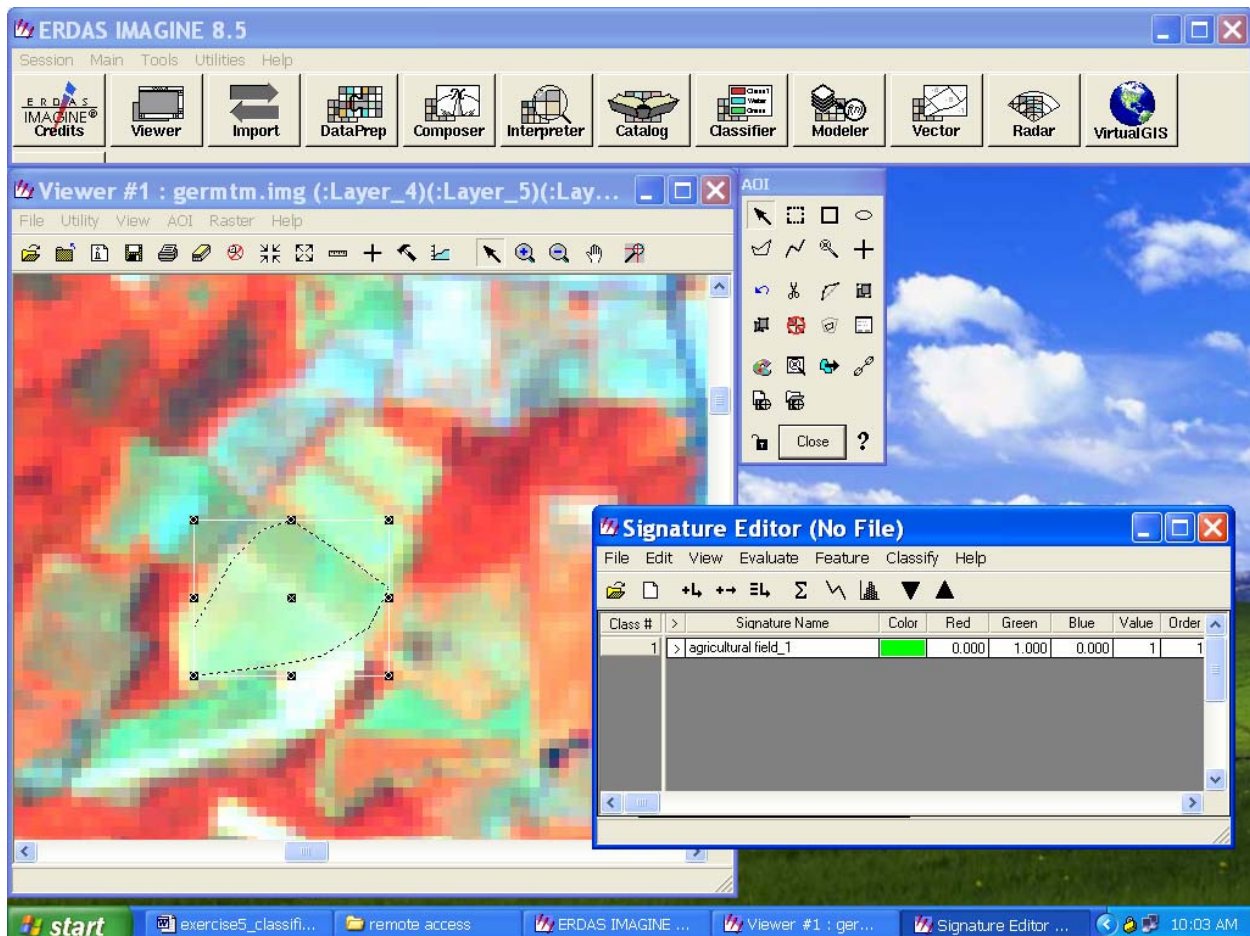 ERDAS IMAGINE 8.5
Session Main Tools Utilities Help
ERDAS
IMAGINE®
Credits
Viewer
Import
DataPrep
Composer
Interpreter
Catalog
Class1
Water
Green
Classifier
Modeler
Vector
Radar
VirtualGIS
Viewer #1 : germtm.img (:Layer_4)(:Layer_5)(:Lay...
File Utility View AOI Raster Help
AOI
Close ?
Signature Editor (No File)
File Edit View Evaluate Feature Classify Help
Σ
Class # > Signature Name Color Red Green Blue Value Order
1 > agricultural field_1 0.000 1.000 0.000 1 1
start exercise5_classifi... remote access ERDAS IMAGINE ... Viewer #1 : ger... Signature Editor ... 10:03 AM